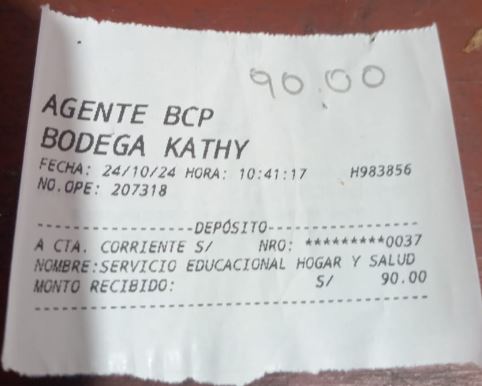 90.00
AGENTE BCP
BODEGA KATHY
FECHA: 24/10/24 HORA: 10:41:17 H983856
NO.OPE: 207318
------------------DEPÓSITO-----------------
A CTA. CORRIENTE S/ NRO: *********0037
NOMBRE:SERVICIO EDUCACIONAL HOGAR Y SALUD
MONTO RECIBIDO: S/ 90.00
--------------------------------------------